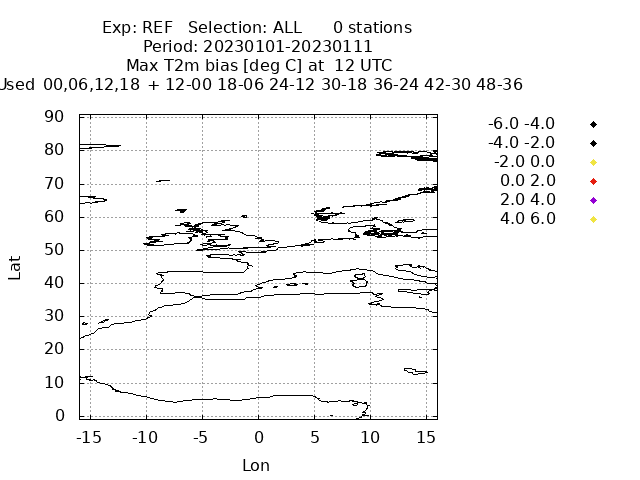 Exp: REF Selection: ALL 0 stations
Period: 20230101-20230111
Max T2m bias [deg C] at 12 UTC
Used 00,06,12,18 + 12-00 18-06 24-12 30-18 36-24 42-30 48-36
-6.0 -4.0
-4.0 -2.0
-2.0 0.0
0.0 2.0
2.0 4.0
4.0 6.0
90
80
70
60
50
40
30
20
10
0
Lat
-15 -10 -5 0 5 10 15
Lon